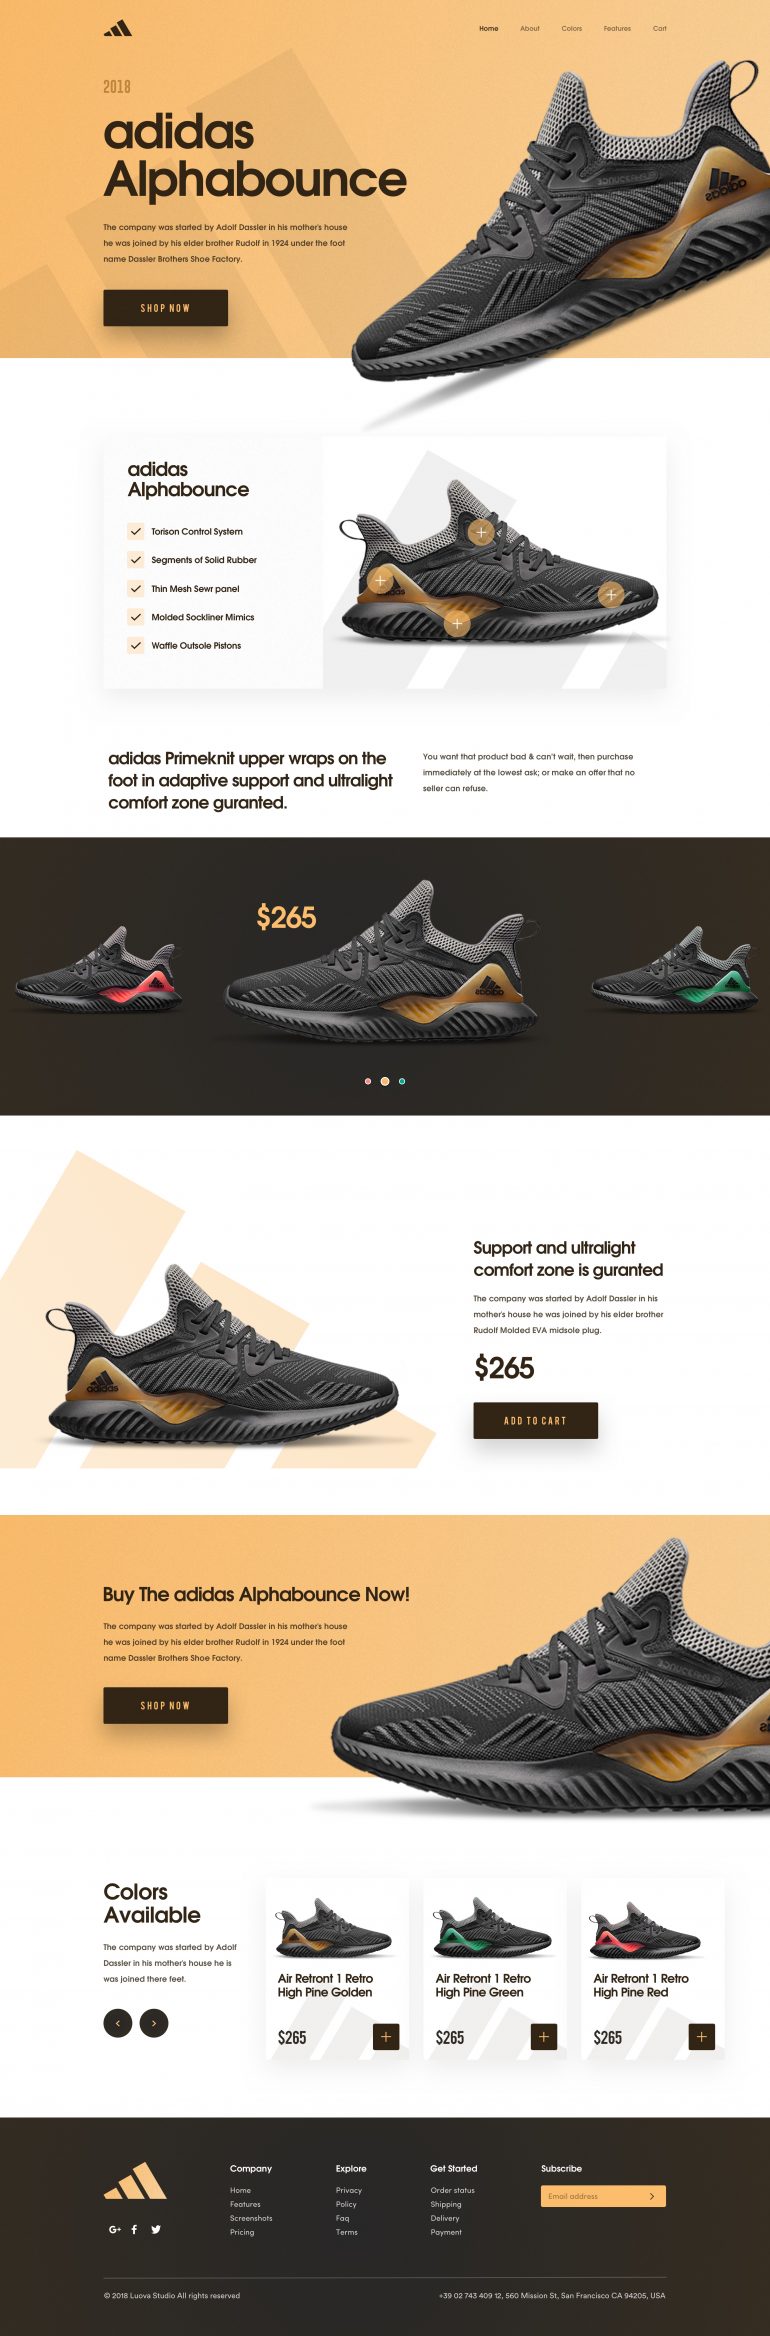 Home About Colors Features Cart
2018
adidas
Alphabounce
The company was started by Adolf Dassler in his mother's house
he was joined by his elder brother Rudolf in 1924 under the foot
name Dassler Brothers Shoe Factory.
SHOP NOW
adidas
adidas
Alphabounce
Torison Control System
Segments of Solid Rubber
Thin Mesh Sewr panel
Molded Sockliner Mimics
Waffle Outsole Pistons
adidas
adidas Primeknit upper wraps on the
foot in adaptive support and ultralight
comfort zone guranted.
You want that product bad & can't wait, then purchase
immediately at the lowest ask; or make an offer that no
seller can refuse.
$265
adidas
Support and ultralight
comfort zone is guranted
The company was started by Adolf Dassler in his
mother's house he was joined by his elder brother
Rudolf Molded EVA midsole plug.
$265
ADD TO CART
adidas
Buy The adidas Alphabounce Now!
The company was started by Adolf Dassler in his mother's house
he was joined by his elder brother Rudolf in 1924 under the foot
name Dassler Brothers Shoe Factory.
SHOP NOW
adidas
Colors
Available
The company was started by Adolf
Dassler in his mother's house he is
was joined there feet.
Air Retront 1 Retro
High Pine Golden
$265
Air Retront 1 Retro
High Pine Green
$265
Air Retront 1 Retro
High Pine Red
$265
Company
Home
Features
Screenshots
Pricing
Explore
Privacy
Policy
Faq
Terms
Get Started
Order status
Shipping
Delivery
Payment
Subscribe
Email address
G+
© 2018 Luova Studio All rights reserved
+39 02 743 409 12, 560 Mission St, San Francisco CA 94205, USA